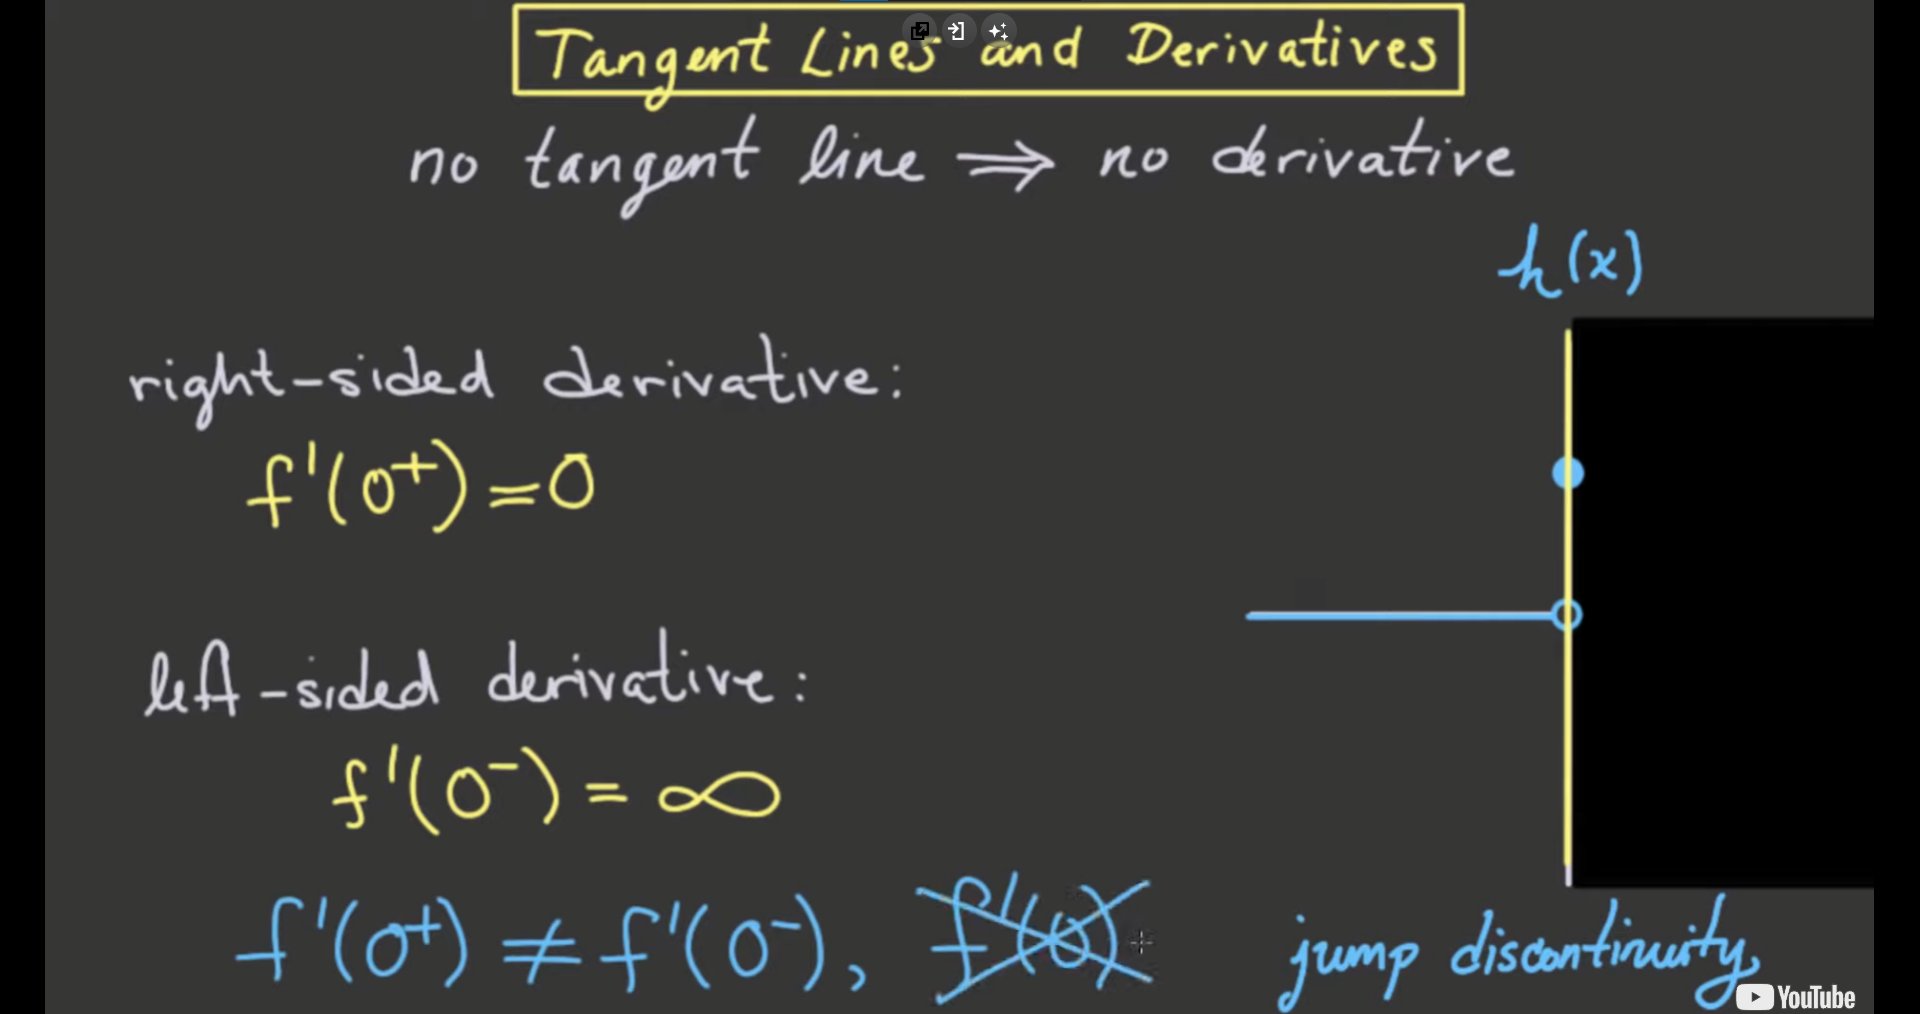 Tangent Lines and Derivatives
no tangent line ⟹ no derivative
h(x)
right-sided derivative:
f'(0⁺) = 0
left-sided derivative:
f'(0⁻) = ∞
f'(0⁺) ≠ f'(0⁻), f'(0)
jump discontinuity,
YouTube